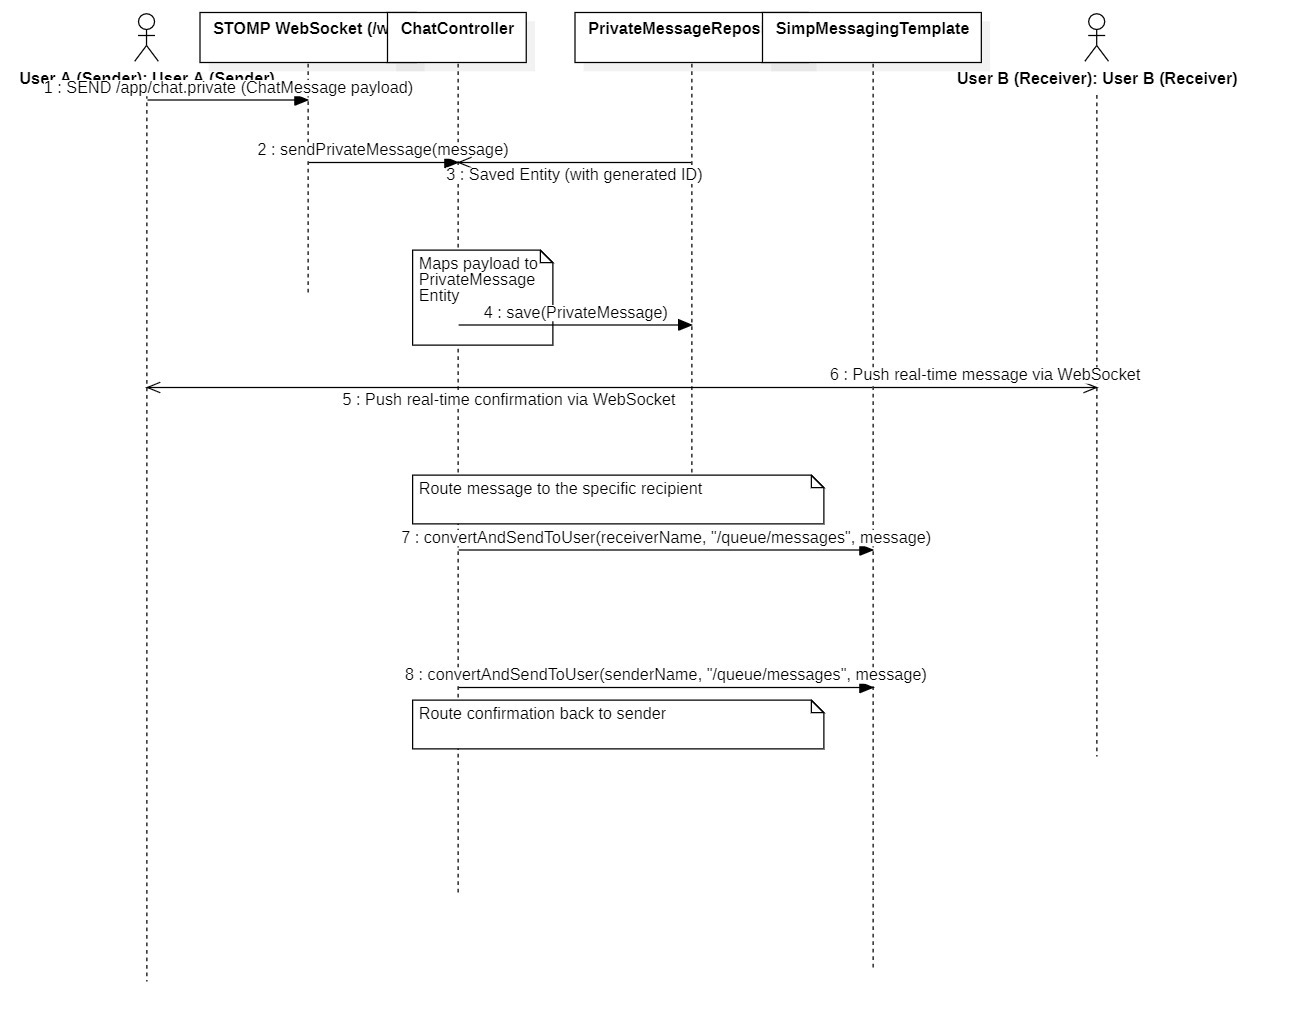 STOMP WebSocket (/w
ChatController
PrivateMessageRepos
SimpMessagingTemplate
User A (Sender): User A (Sender)
User B (Receiver): User B (Receiver)
1 : SEND /app/chat.private (ChatMessage payload)
2 : sendPrivateMessage(message)
3 : Saved Entity (with generated ID)
Maps payload to
PrivateMessage
Entity
4 : save(PrivateMessage)
6 : Push real-time message via WebSocket
5 : Push real-time confirmation via WebSocket
Route message to the specific recipient
7 : convertAndSendToUser(receiverName, "/queue/messages", message)
8 : convertAndSendToUser(senderName, "/queue/messages", message)
Route confirmation back to sender